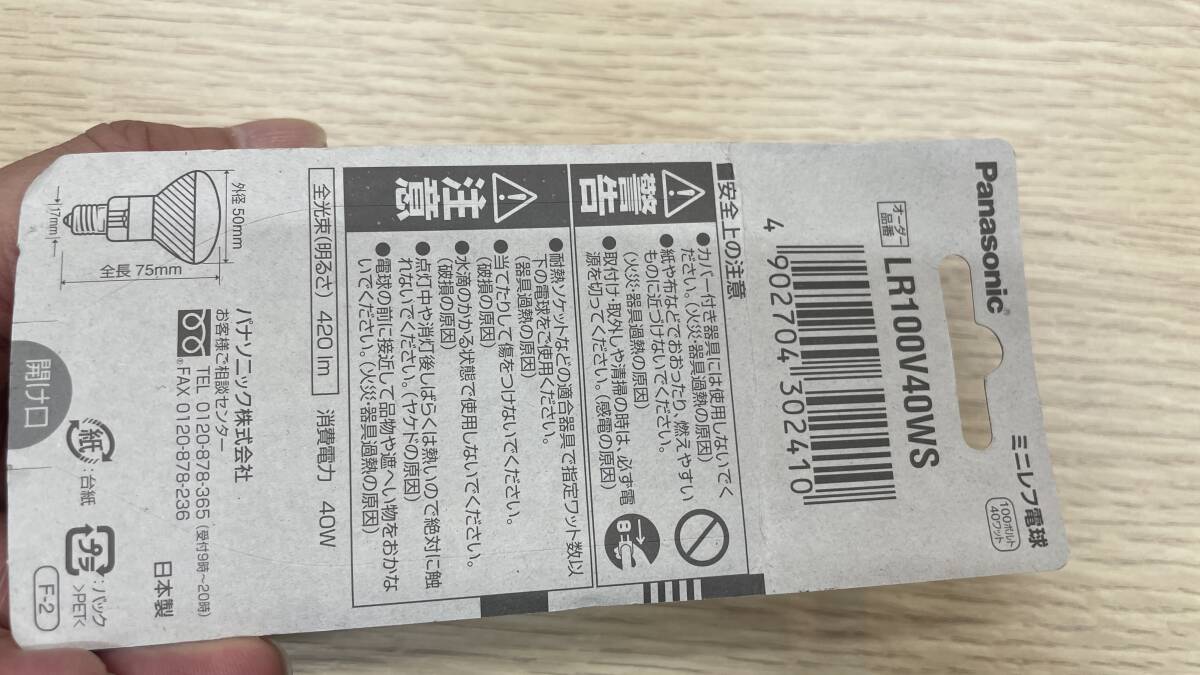 Panasonic®
ミニレフ電球
オーダー品番 LR100V40WS
100ボルト
40ワット
4 902704 302410
安全上の注意
警告
●カバー付き器具には使用しないでく
ださい。(火災・器具過熱の原因)
●紙や布などでおおったり、燃えやすい
ものに近づけないでください。
(火災・器具過熱の原因)
●取付け・取外しや清掃の時は、必ず電
源を切ってください。(感電の原因)
注意
●耐熱ソケットなどの適合器具で指定ワット数以
下の電球をご使用ください。
(器具過熱の原因)
●当てたりして傷をつけないでください。
(破損の原因)
●水滴のかかる状態で使用しないでください。
(破損の原因)
●点灯中や消灯後しばらくは熱いので絶対に触
れないでください。(ヤケドの原因)
●電球の前に接近して品物や遮へい物をおかな
いでください。(火災・器具過熱の原因)
全光束(明るさ) 420 lm 消費電力 40W
外径 50mm
17mm
全長 75mm
パナソニック株式会社
お客様ご相談センター
TEL 0120-878-365(受付9時~20時)
FAX 0120-878-236
日本製
開け口
紙:台紙
プラ:パック
>PET<
F-2